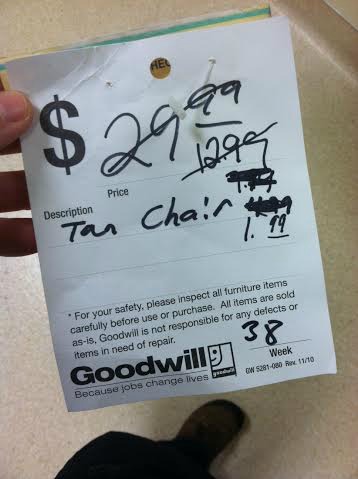 HEL
$ 29.99
12.99
Price
Description
Tan Chair
1.99
* For your safety, please inspect all furniture items
carefully before use or purchase. All items are sold
as-is, Goodwill is not responsible for any defects or
items in need of repair.
38
Week
Goodwill goodwill
Because jobs change lives
GW 5281-080 Rev. 11/10